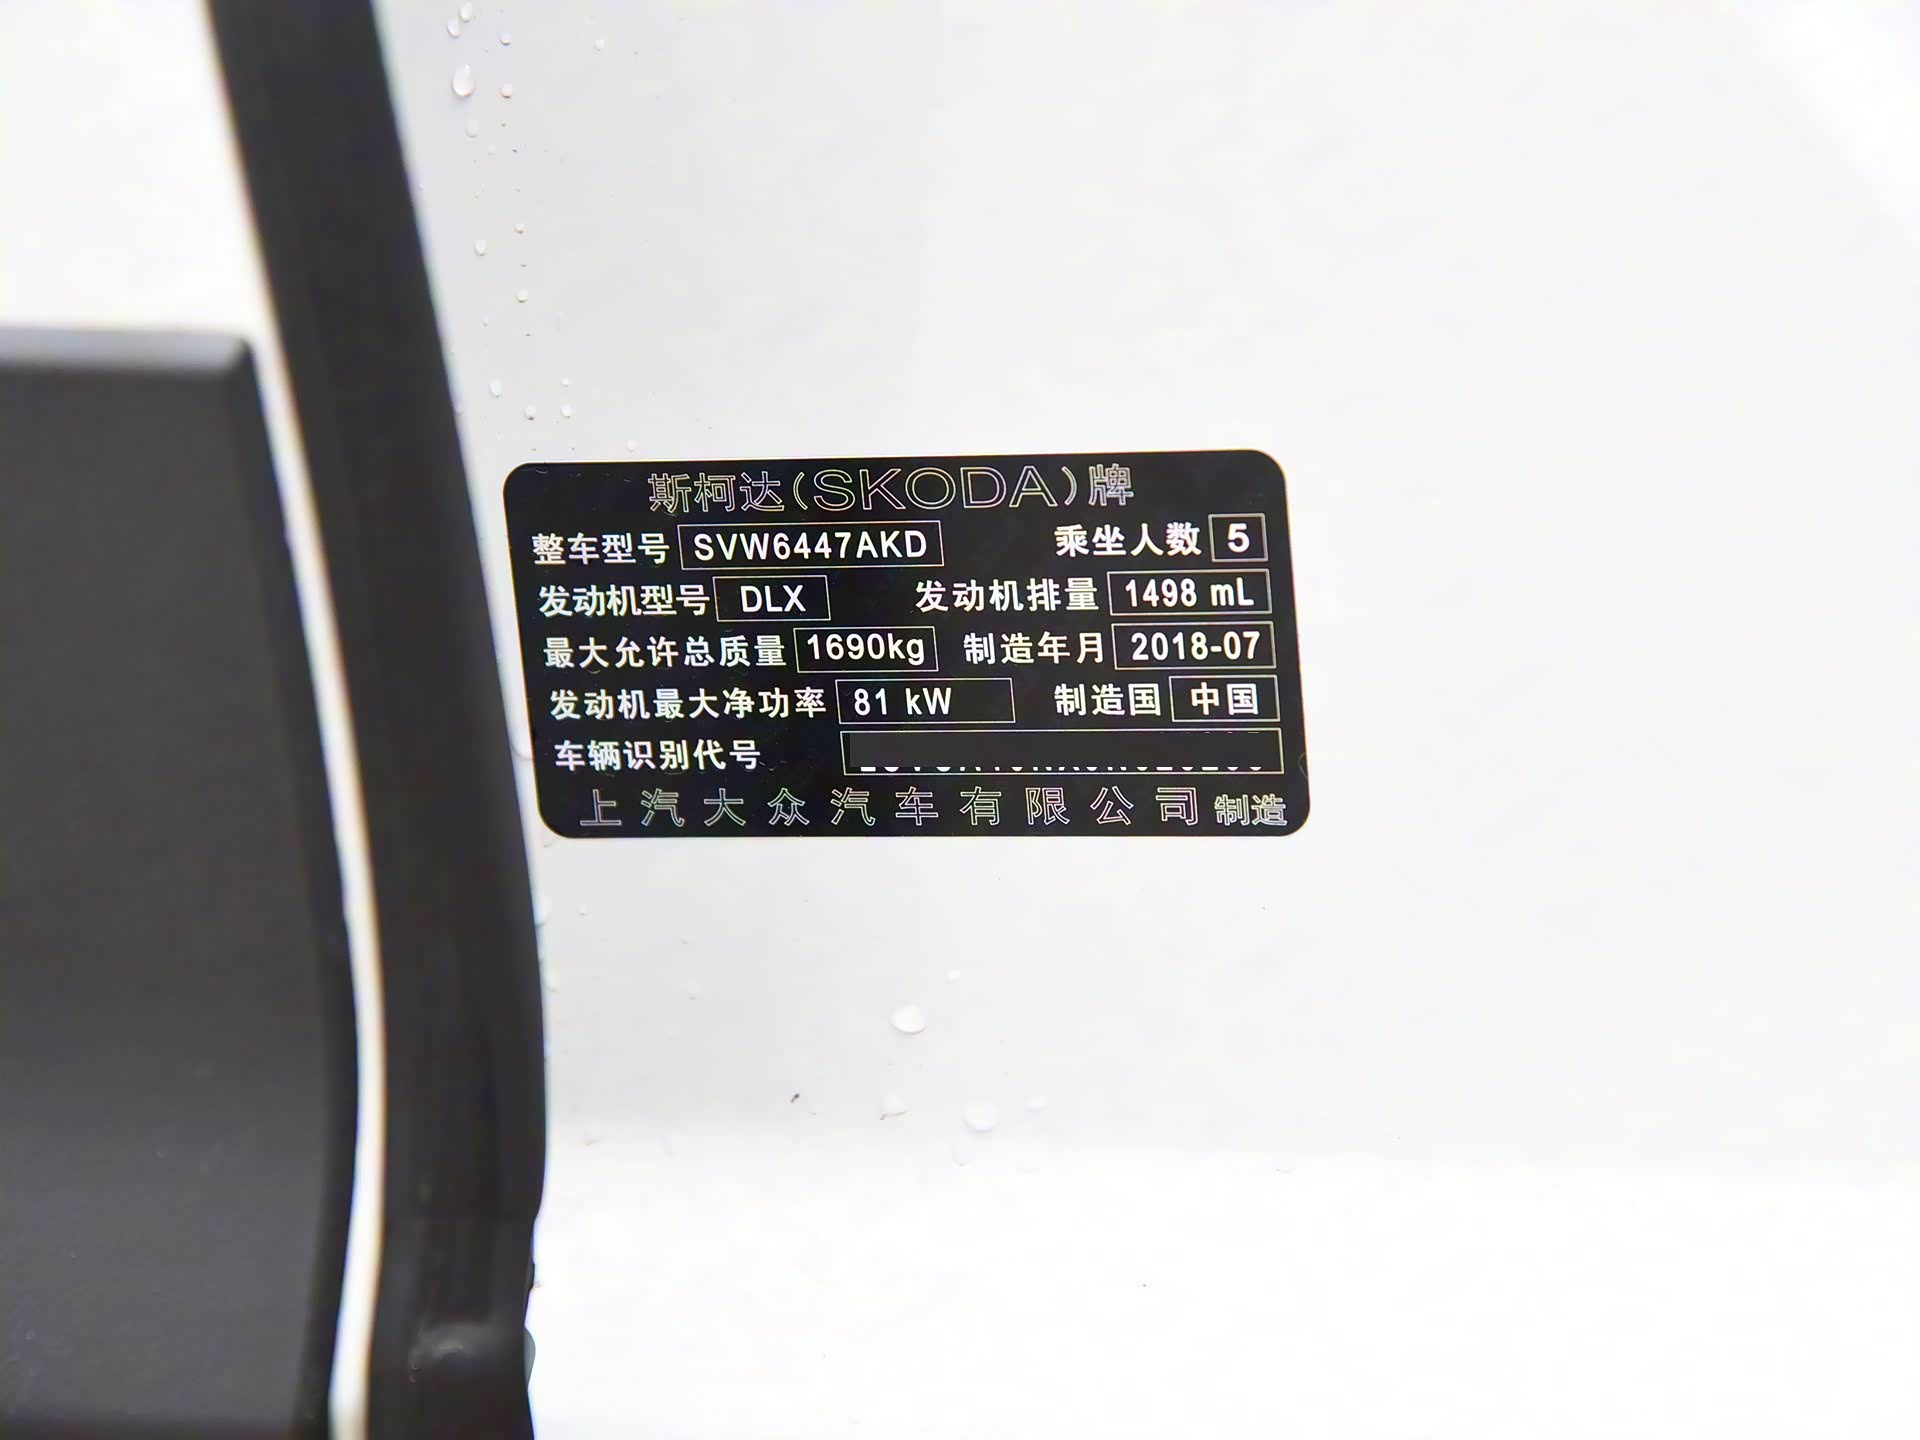 斯柯达(SKODA)牌
整车型号 SVW6447AKD 乘坐人数 5
发动机型号 DLX 发动机排量 1498 mL
最大允许总质量 1690kg 制造年月 2018-07
发动机最大净功率 81 kW 制造国 中国
车辆识别代号
上汽大众汽车有限公司制造